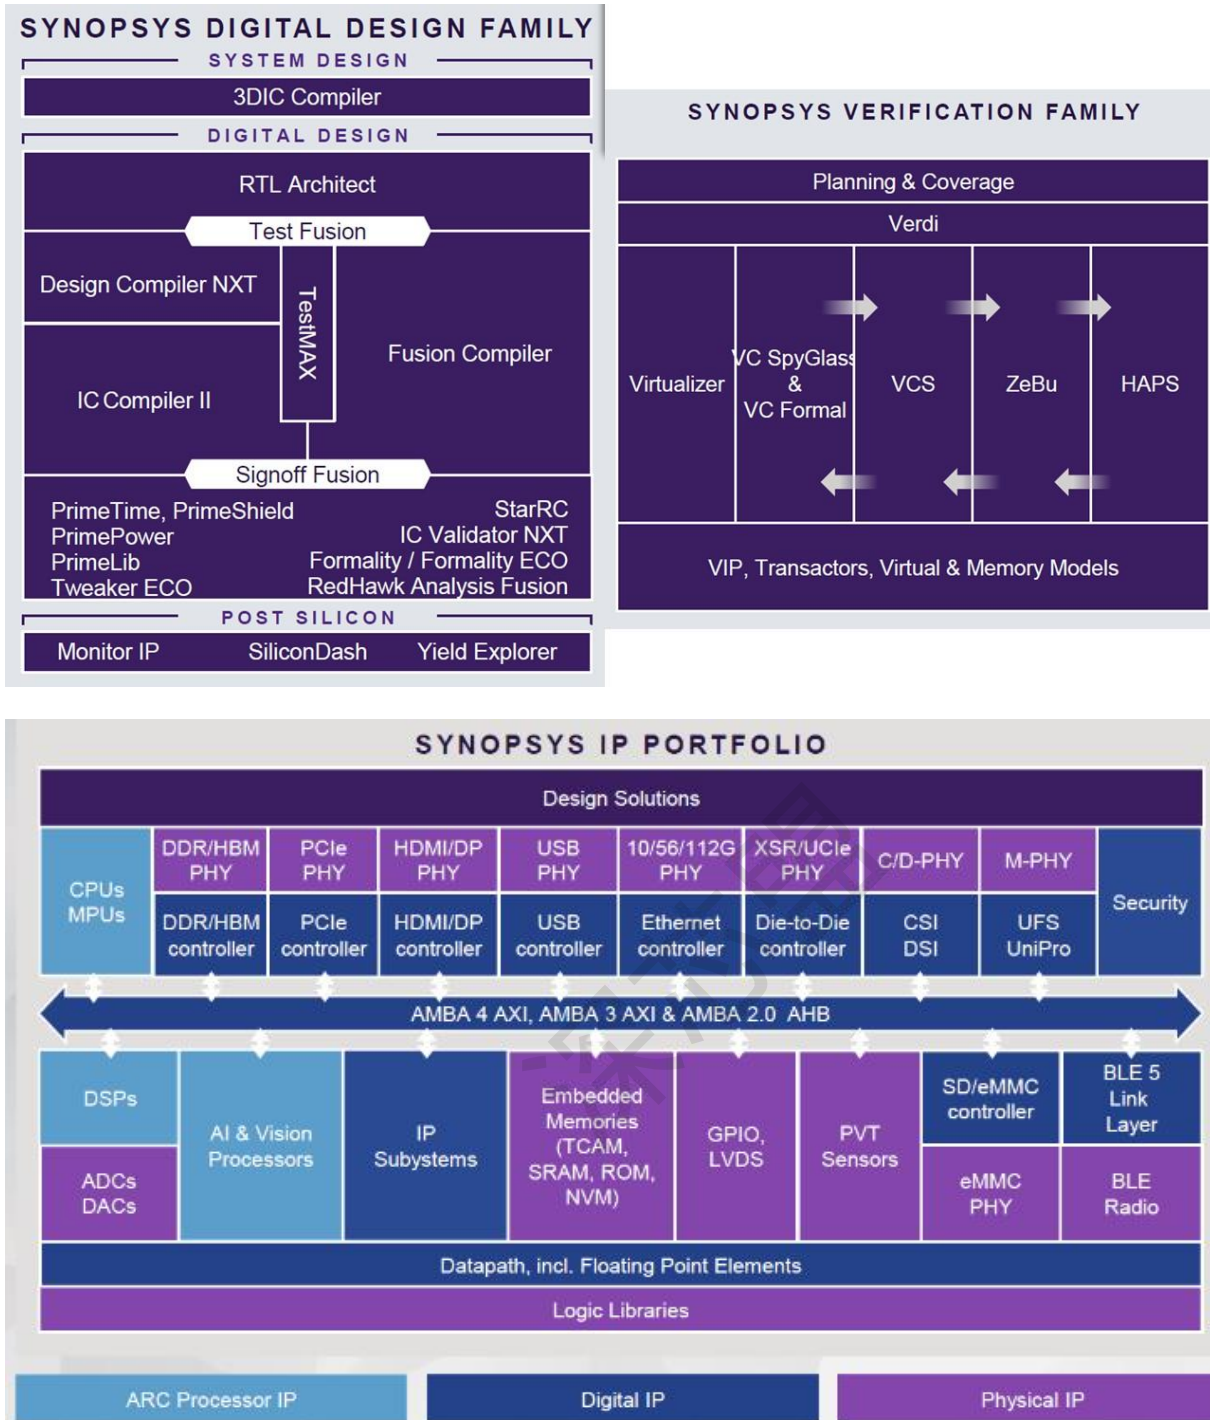 SYNOPSYS DIGITAL DESIGN FAMILY
SYSTEM DESIGN
3DIC Compiler
DIGITAL DESIGN
RTL Architect
Test Fusion
Design Compiler NXT
TestMAX
IC Compiler II
Fusion Compiler
Signoff Fusion
PrimeTime, PrimeShield
PrimePower
PrimeLib
Tweaker ECO
StarRC
IC Validator NXT
Formality / Formality ECO
RedHawk Analysis Fusion
POST SILICON
Monitor IP
SiliconDash
Yield Explorer
SYNOPSYS VERIFICATION FAMILY
Planning & Coverage
Verdi
Virtualizer
VC SpyGlass
&
VC Formal
VCS
ZeBu
HAPS
VIP, Transactors, Virtual & Memory Models
SYNOPSYS IP PORTFOLIO
Design Solutions
CPUs
MPUs
DDR/HBM
PHY
PCIe
PHY
HDMI/DP
PHY
USB
PHY
10/56/112G
PHY
XSR/UCIe
PHY
C/D-PHY
M-PHY
Security
DDR/HBM
controller
PCIe
controller
HDMI/DP
controller
USB
controller
Ethernet
controller
Die-to-Die
controller
CSI
DSI
UFS
UniPro
AMBA 4 AXI, AMBA 3 AXI & AMBA 2.0 AHB
DSPs
ADCs
DACs
AI & Vision
Processors
IP
Subystems
Embedded
Memories
(TCAM,
SRAM, ROM,
NVM)
GPIO,
LVDS
PVT
Sensors
SD/eMMC
controller
eMMC
PHY
BLE 5
Link
Layer
BLE
Radio
Datapath, incl. Floating Point Elements
Logic Libraries
ARC Processor IP
Digital IP
Physical IP